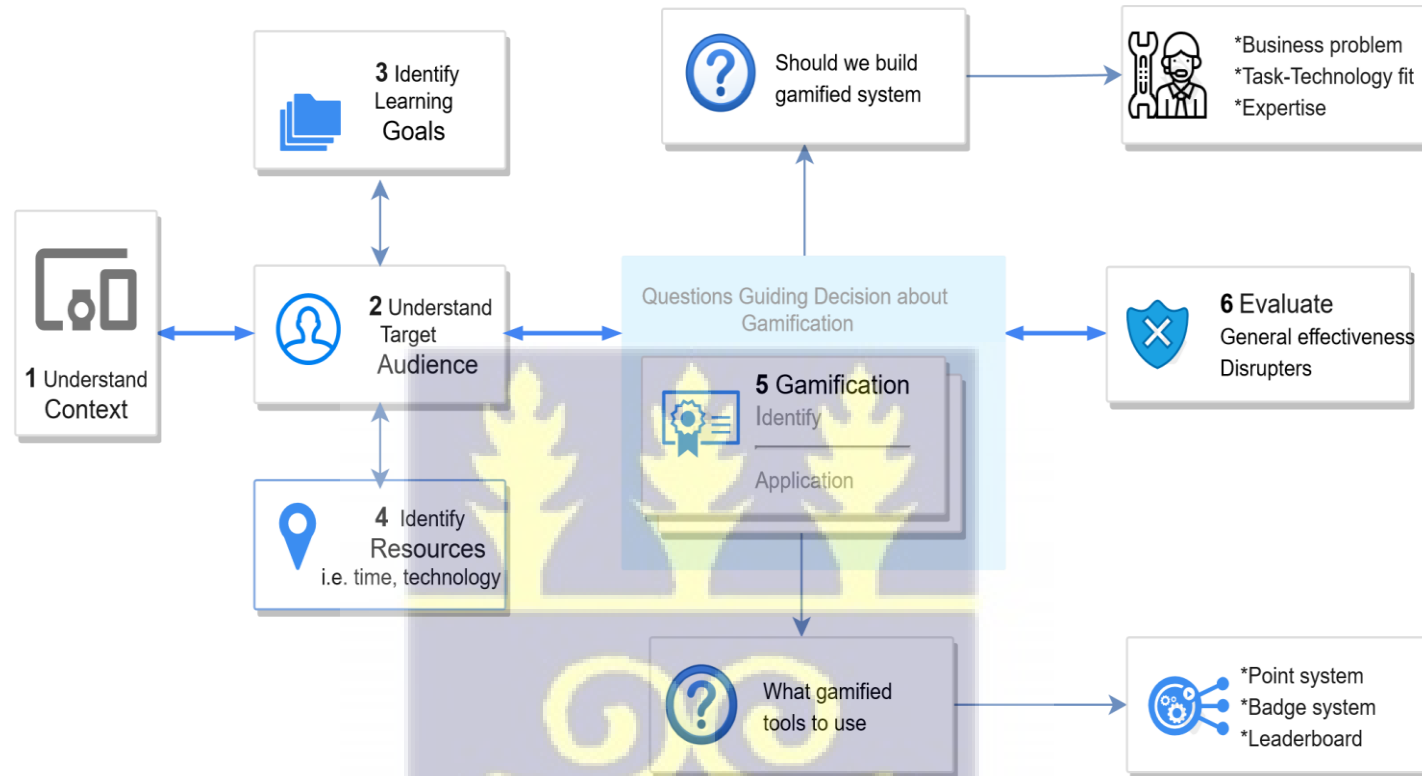 1 Understand
Context
2 Understand
Target
Audience
3 Identify
Learning
Goals
4 Identify
Resources
i.e. time, technology
Questions Guiding Decision about
Gamification
5 Gamification
Identify
Application
Should we build
gamified system
*Business problem
*Task-Technology fit
*Expertise
What gamified
tools to use
*Point system
*Badge system
*Leaderboard
6 Evaluate
General effectiveness
Disrupters